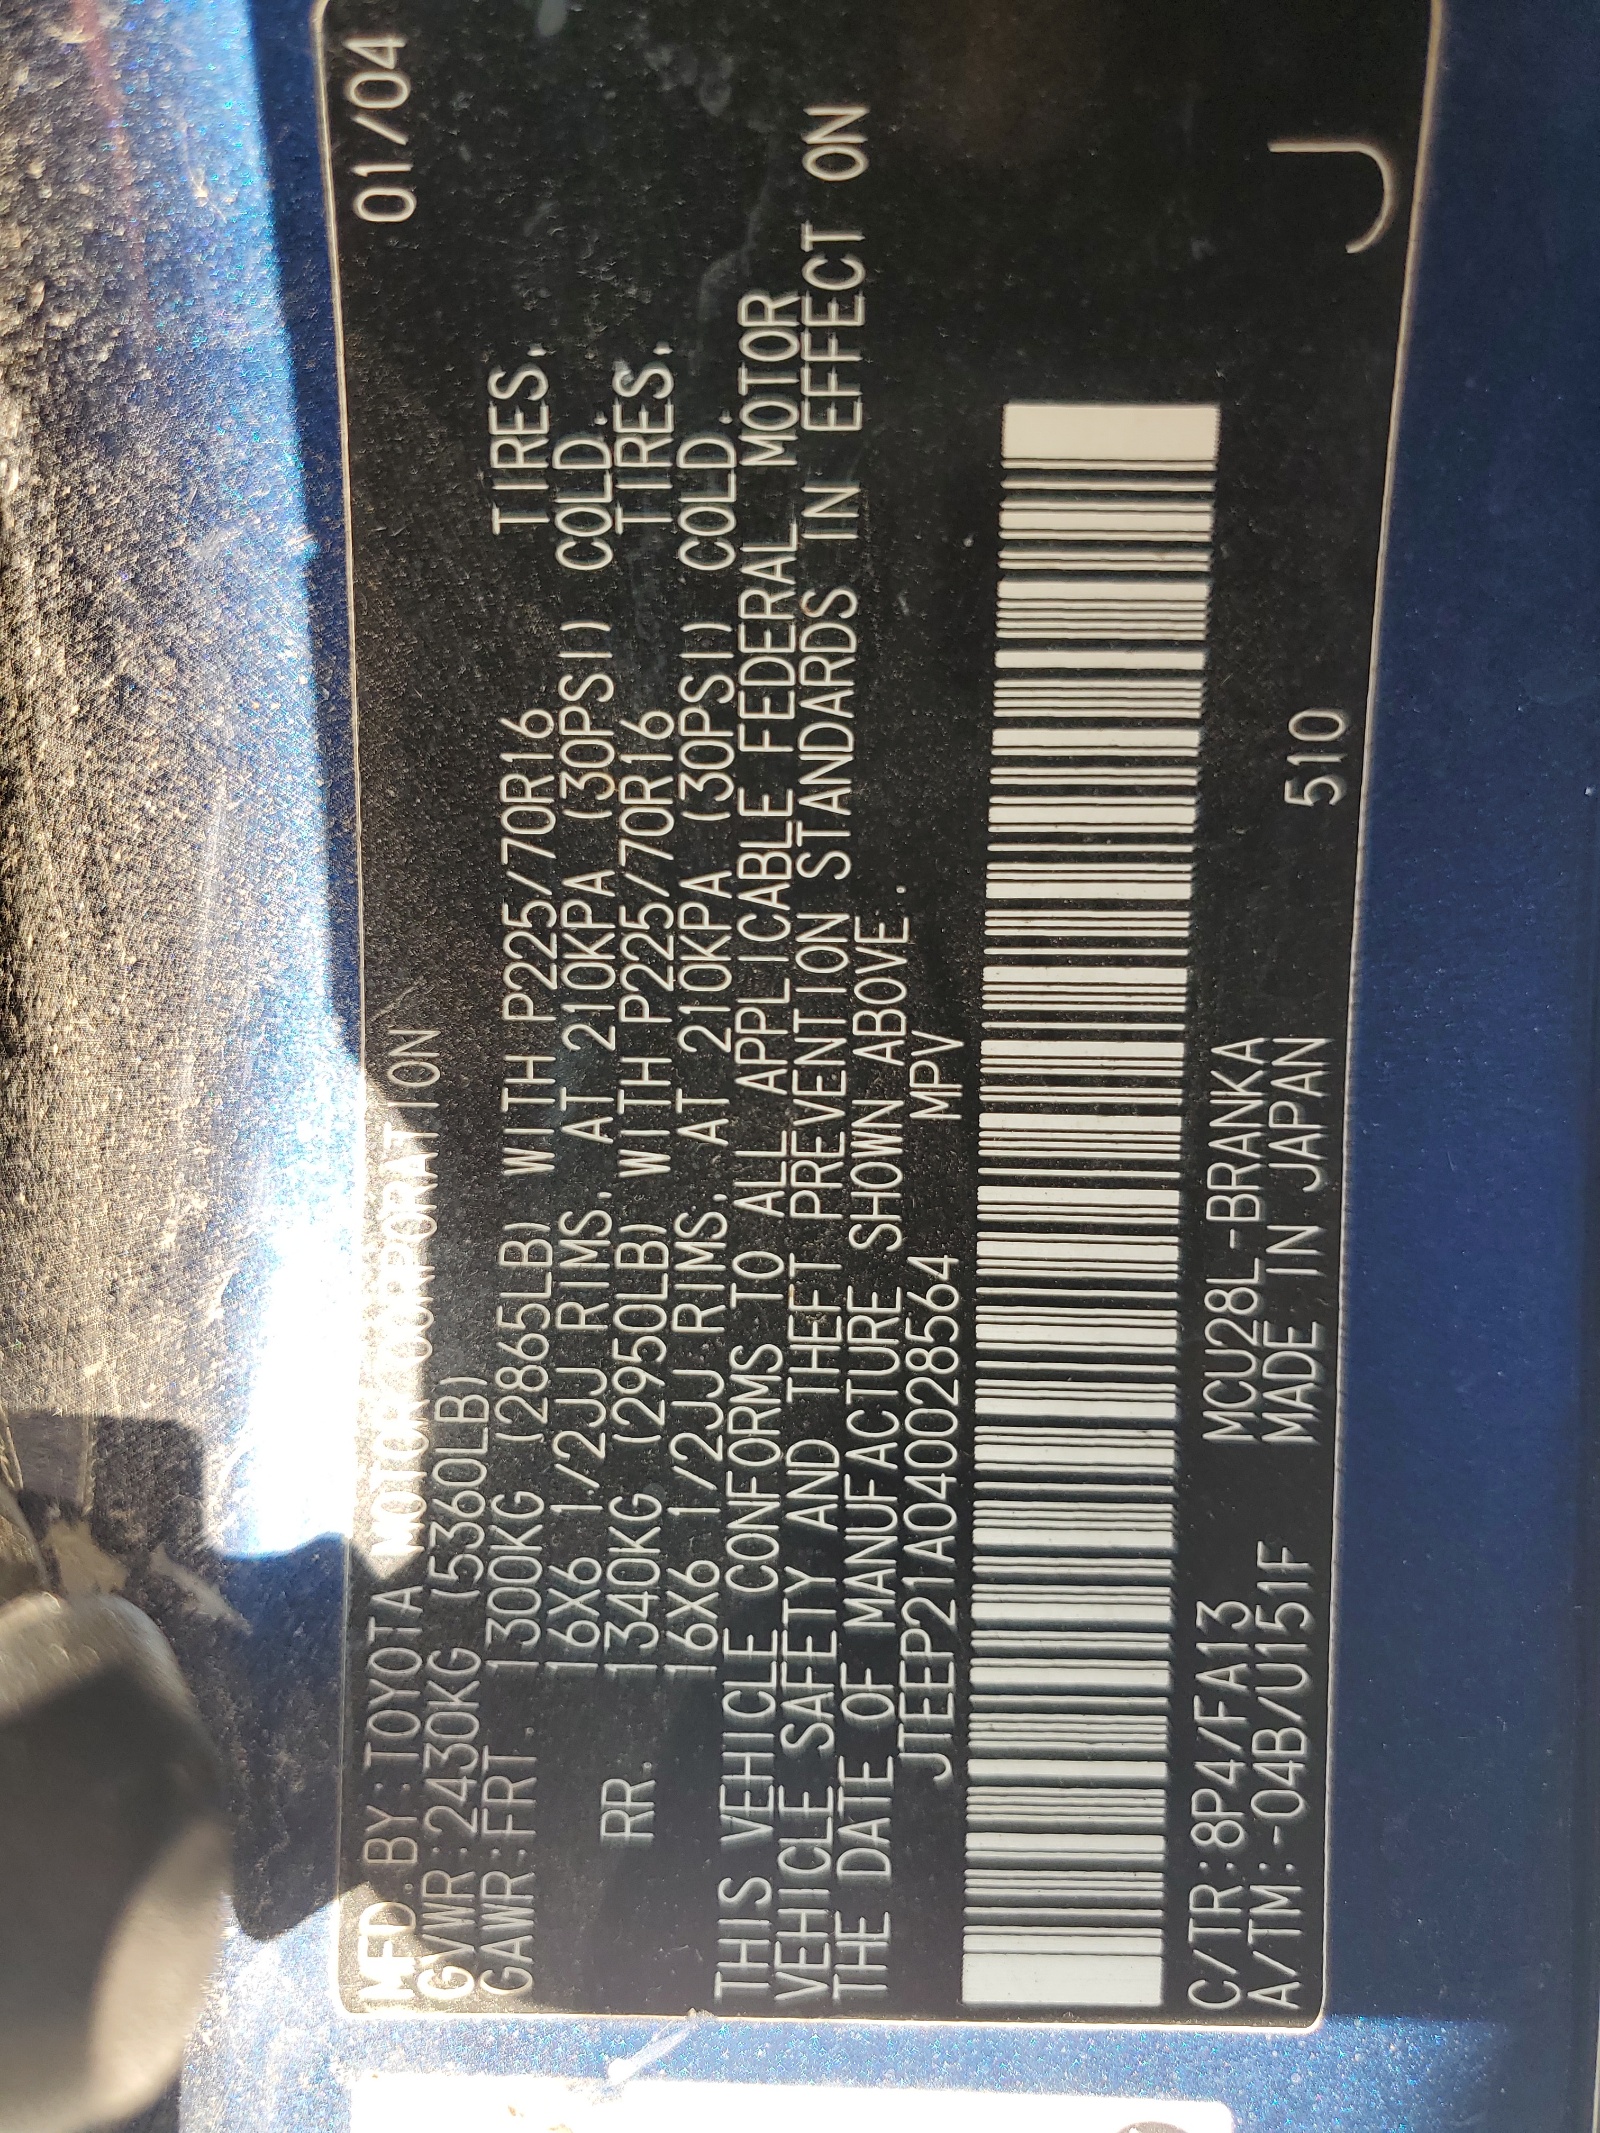 MFD. BY: TOYOTA MOTOR CORPORATION 01/04
GVWR: 2430KG (5360LB)
GAWR: FRT. 1300KG (2865LB) WITH P225/70R16 TIRES,
16X6 1/2JJ RIMS, AT 210KPA (30PSI) COLD.
RR. 1340KG (2950LB) WITH P225/70R16 TIRES,
16X6 1/2JJ RIMS, AT 210KPA (30PSI) COLD.
THIS VEHICLE CONFORMS TO ALL APPLICABLE FEDERAL MOTOR
VEHICLE SAFETY AND THEFT PREVENTION STANDARDS IN EFFECT ON
THE DATE OF MANUFACTURE SHOWN ABOVE.
JTEEP21A040028564 MPV
C/TR: 8P4/FA13 MCU28L-BRANKA
A/TM: -04B/U151F MADE IN JAPAN 510
J